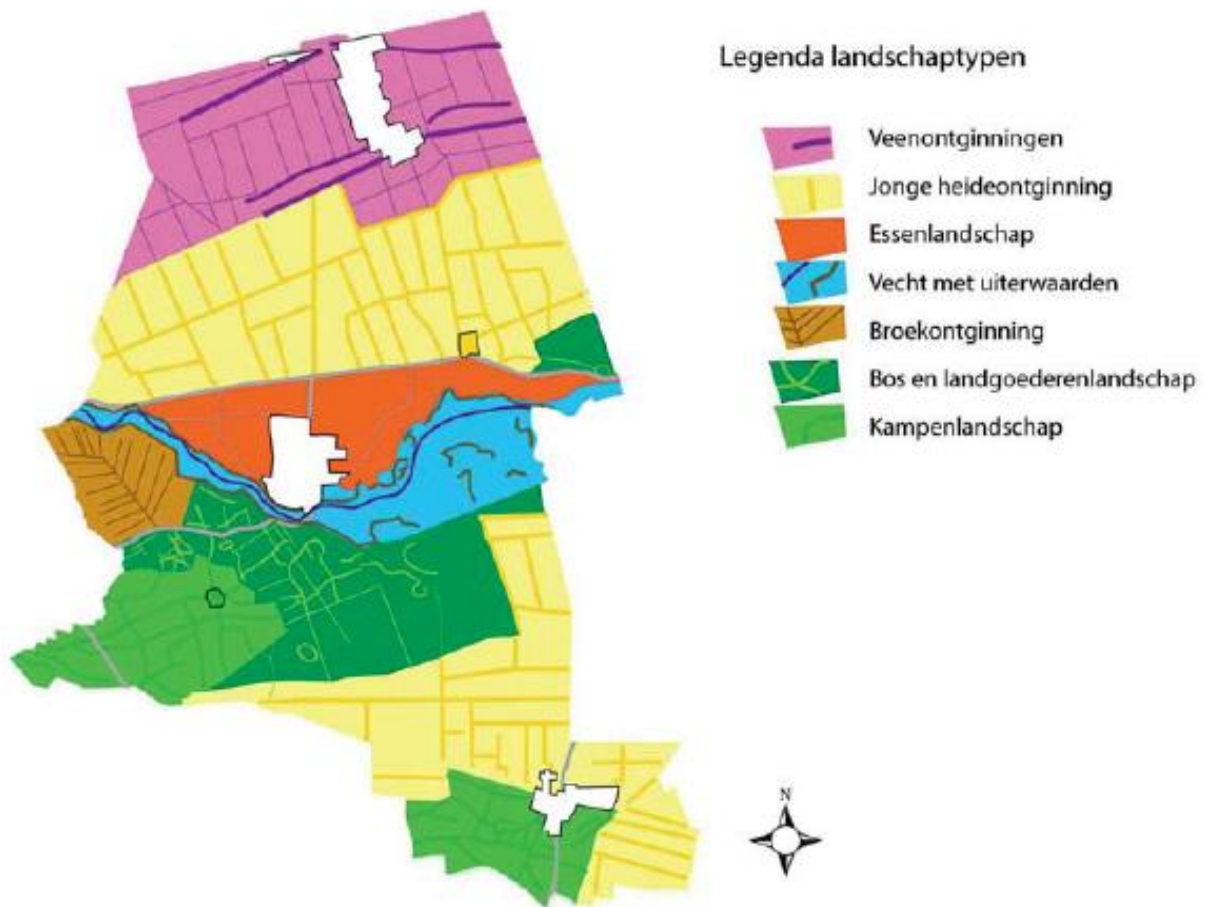 Legenda landschaptypen
Veenontginningen
Jonge heideontginning
Essenlandschap
Vecht met uiterwaarden
Broekontginning
Bos en landgoederenlandschap
Kampenlandschap
N